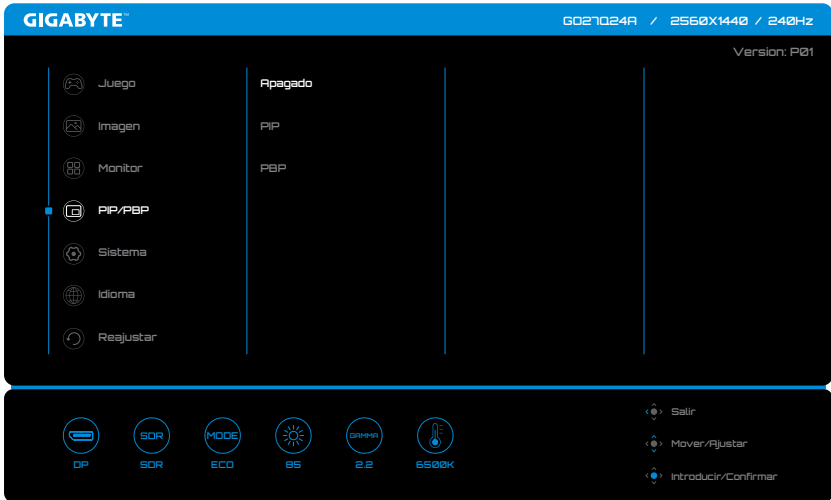 GIGABYTE™
GO27Q24A / 2560X1440 / 240Hz
Version: P01
Juego
Apagado
Imagen
PIP
Monitor
PBP
PIP/PBP
Sistema
Idioma
Reajustar
SDR
MODE
GAMMA
DP
SDR
ECO
85
2.2
6500K
Salir
Mover/Ajustar
Introducir/Confirmar